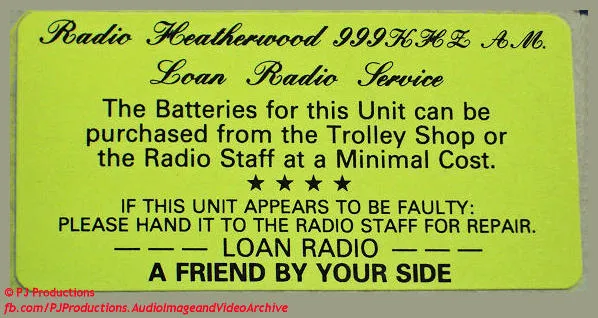 Radio Heatherwood 999KHZ AM.
Loan Radio Service
The Batteries for this Unit can be
purchased from the Trolley Shop or
the Radio Staff at a Minimal Cost.
★ ★ ★ ★
IF THIS UNIT APPEARS TO BE FAULTY:
PLEASE HAND IT TO THE RADIO STAFF FOR REPAIR.
— — — LOAN RADIO — — —
A FRIEND BY YOUR SIDE
© PJ Productions
fb.com/PJProductions.AudioImageandVideoArchive